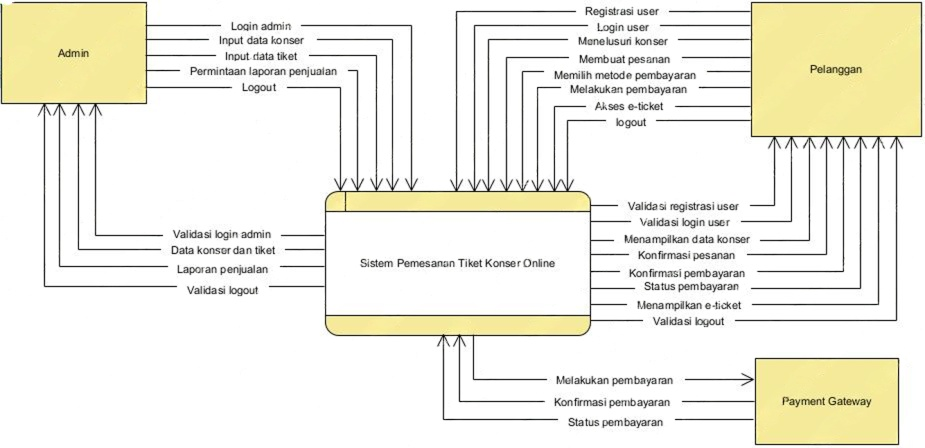 Admin
Login admin
Input data konser
Input data tiket
Permintaan laporan penjualan
Logout
Registrasi user
Login user
Menelusuri konser
Membuat pesanan
Memilih metode pembayaran
Melakukan pembayaran
Akses e-ticket
logout
Pelanggan
Validasi login admin
Data konser dan tiket
Laporan penjualan
Validasi logout
Sistem Pemesanan Tiket Konser Online
Validasi registrasi user
Validasi login user
Menampilkan data konser
Konfirmasi pesanan
Konfirmasi pembayaran
Status pembayaran
Menampilkan e-ticket
Validasi logout
Melakukan pembayaran
Konfirmasi pembayaran
Status pembayaran
Payment Gateway